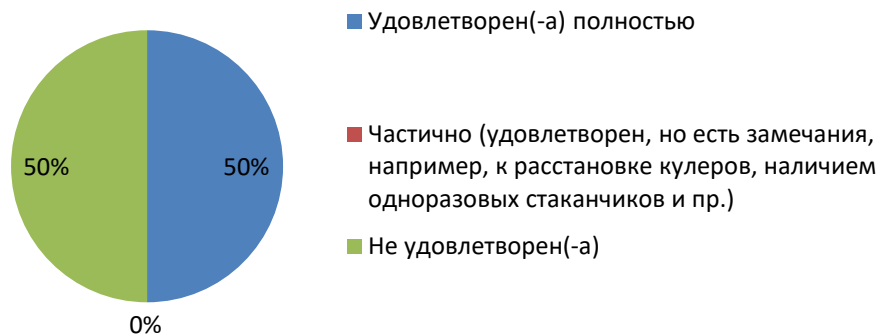 Удовлетворен(-а) полностью
Частично (удовлетворен, но есть замечания,
например, к расстановке кулеров, наличием
одноразовых стаканчиков и пр.)
Не удовлетворен(-а)
50%
50%
0%